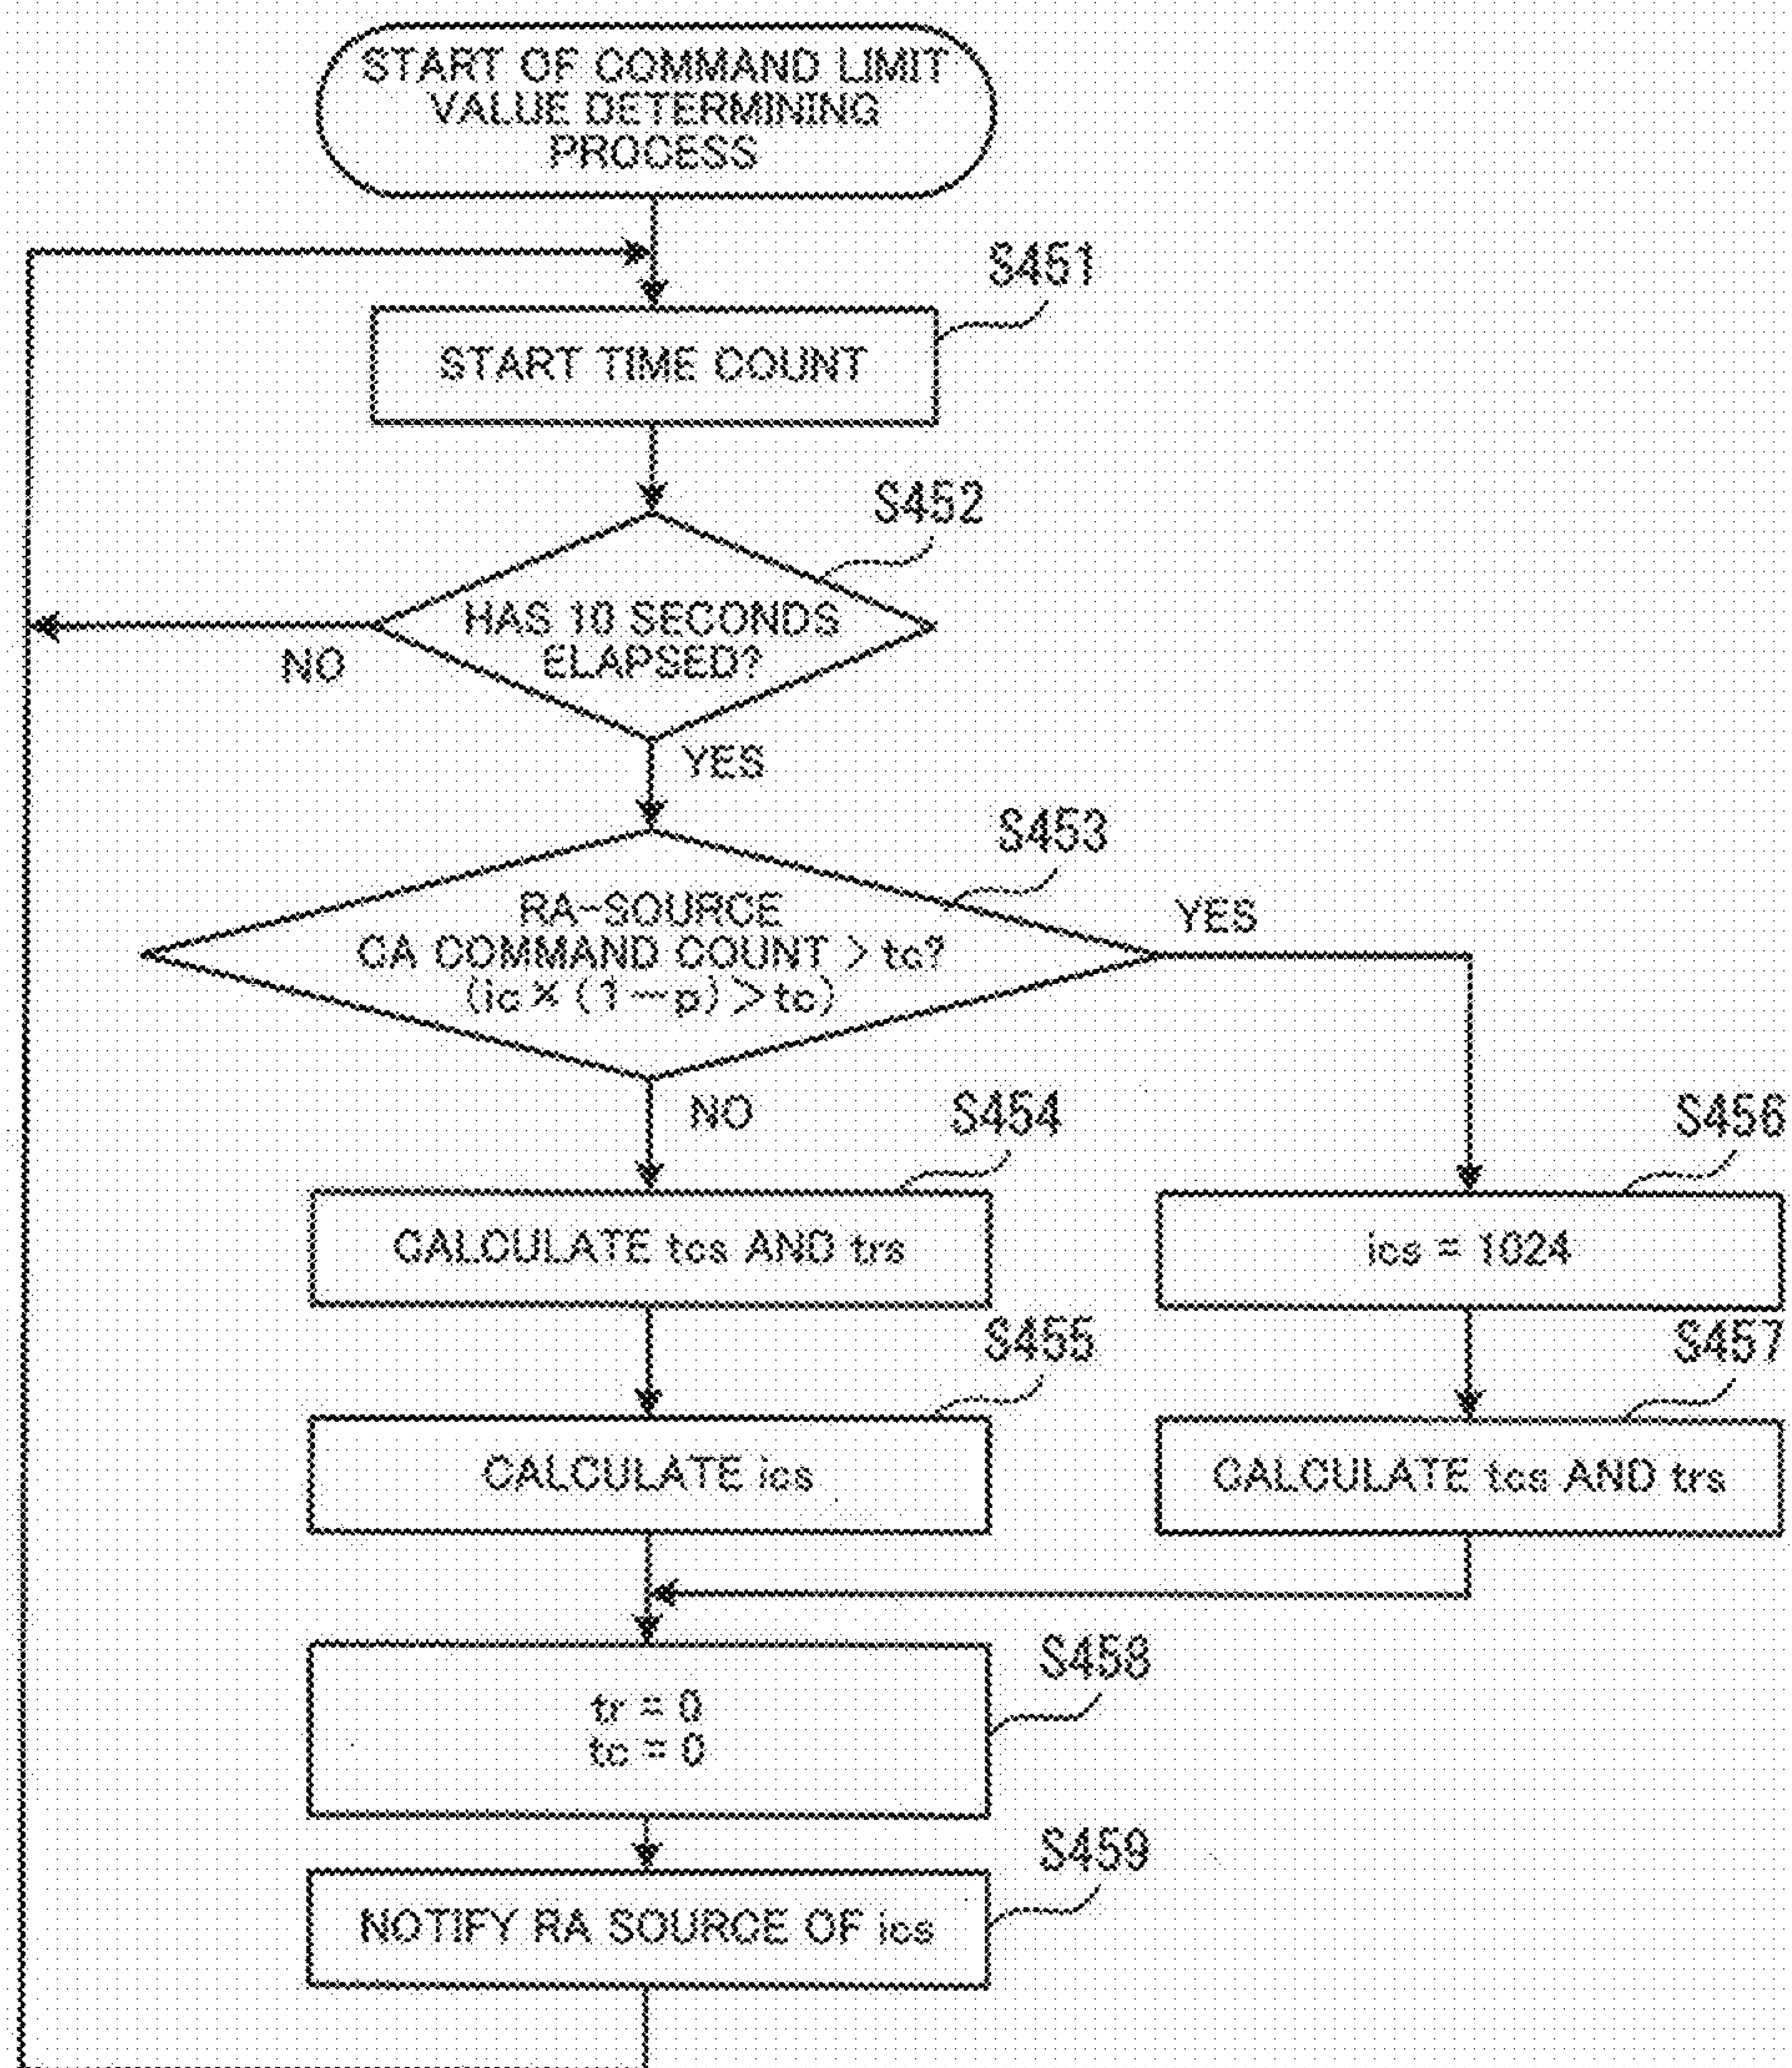 START OF COMMAND LIMIT
VALUE DETERMINING
PROCESS
S451
START TIME COUNT
S452
HAS 10 SECONDS
ELAPSED?
NO
YES
S453
RA-SOURCE
CA COMMAND COUNT > tc?
(ic × (1-p) > tc)
YES
NO
S454
CALCULATE tcs AND trs
S456
ics = 1024
S455
CALCULATE ics
S457
CALCULATE tcs AND trs
S458
tr = 0
tc = 0
S459
NOTIFY RA SOURCE OF ics